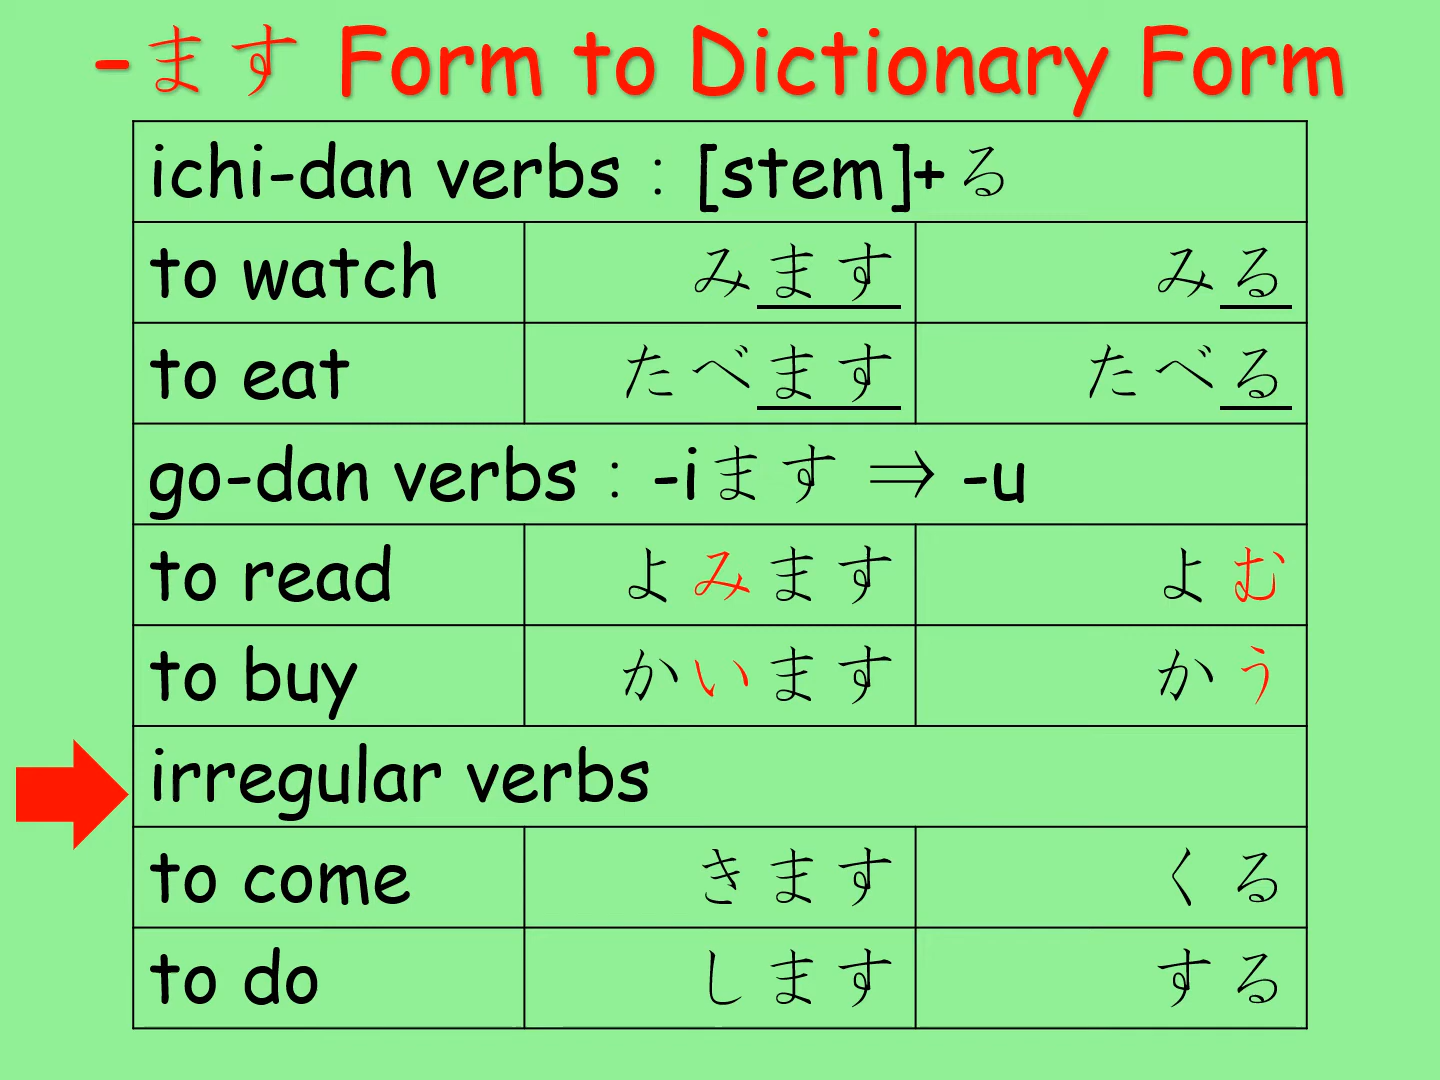 -ます Form to Dictionary Form
ichi-dan verbs：[stem]+る
to watch みます みる
to eat たべます たべる
go-dan verbs：-iます ⇒ -u
to read よみます よむ
to buy かいます かう
irregular verbs
to come きます くる
to do します する